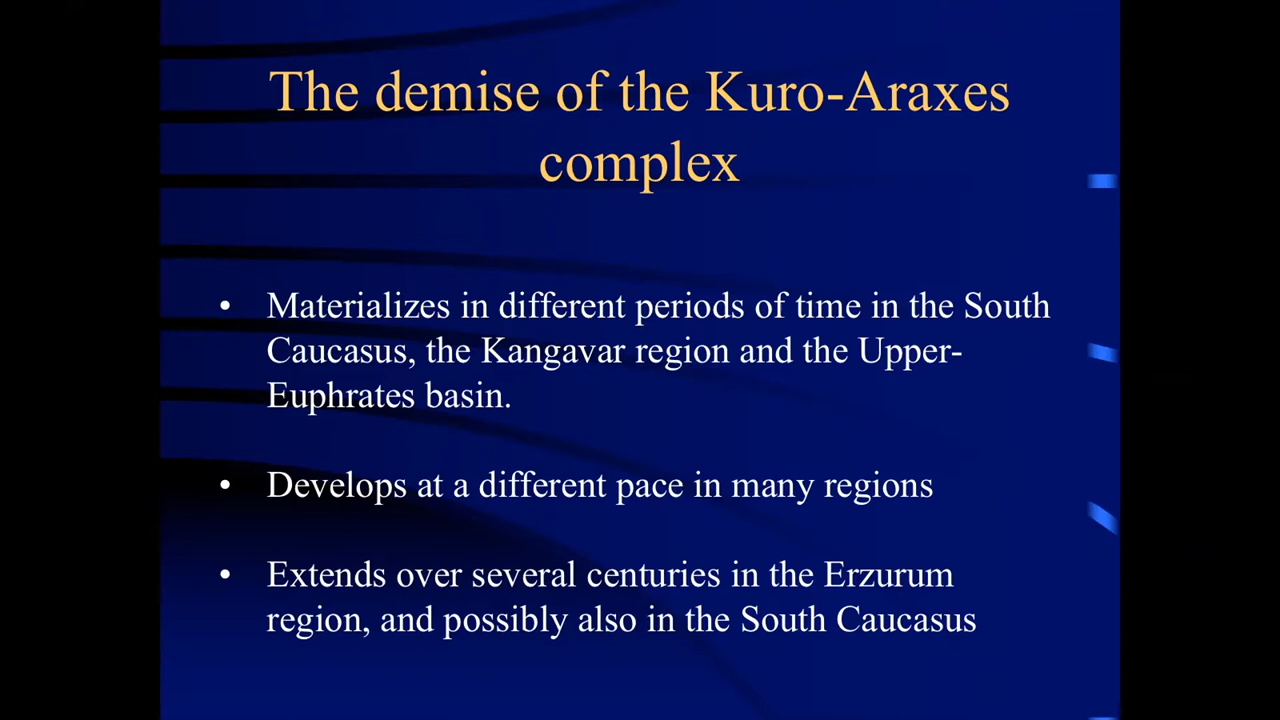 The demise of the Kuro-Araxes
complex
• Materializes in different periods of time in the South
Caucasus, the Kangavar region and the Upper-
Euphrates basin.
• Develops at a different pace in many regions
• Extends over several centuries in the Erzurum
region, and possibly also in the South Caucasus